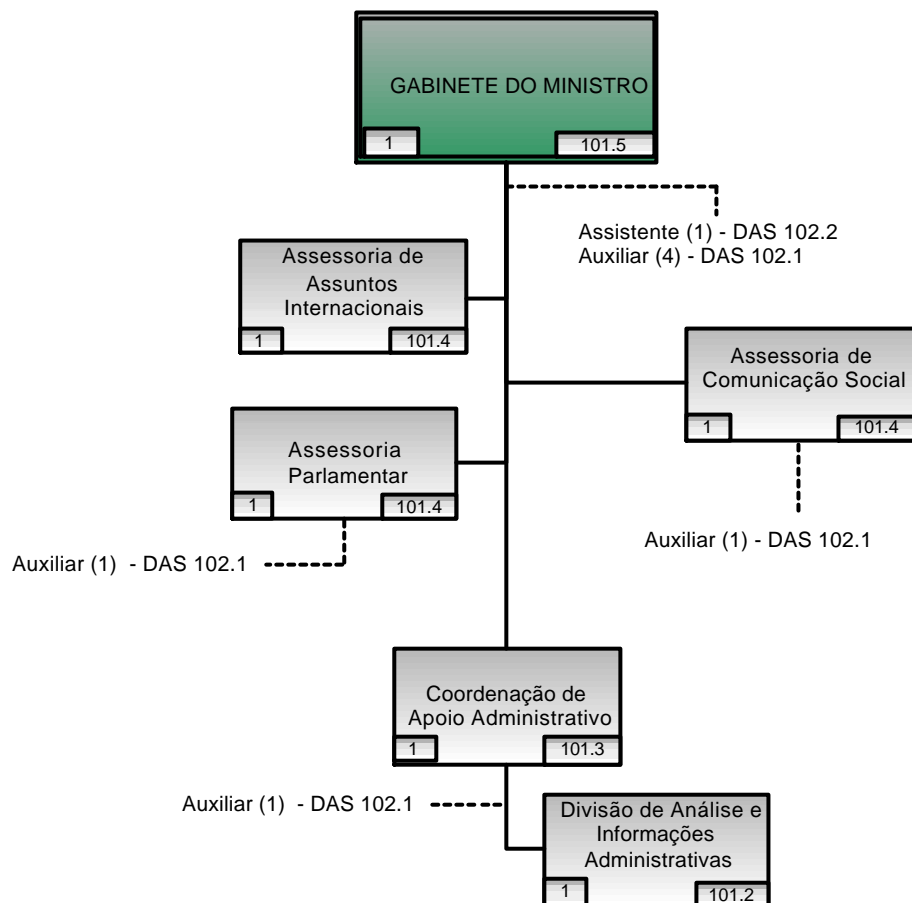 GABINETE DO MINISTRO
1 101.5
Assistente (1) - DAS 102.2
Auxiliar (4) - DAS 102.1
Assessoria de
Assuntos
Internacionais
1 101.4
Assessoria de
Comunicação Social
1 101.4
Auxiliar (1) - DAS 102.1
Assessoria
Parlamentar
1 101.4
Auxiliar (1) - DAS 102.1
Coordenação de
Apoio Administrativo
1 101.3
Auxiliar (1) - DAS 102.1
Divisão de Análise e
Informações
Administrativas
1 101.2